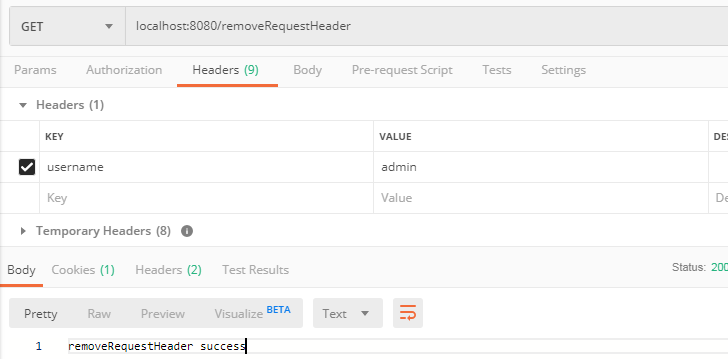 GET localhost:8080/removeRequestHeader
Params Authorization Headers (9) Body Pre-request Script Tests Settings
Headers (1)
KEY VALUE DES
username admin
Key Value De
Temporary Headers (8)
Body Cookies (1) Headers (2) Test Results Status: 200
Pretty Raw Preview Visualize BETA Text
1 removeRequestHeader success